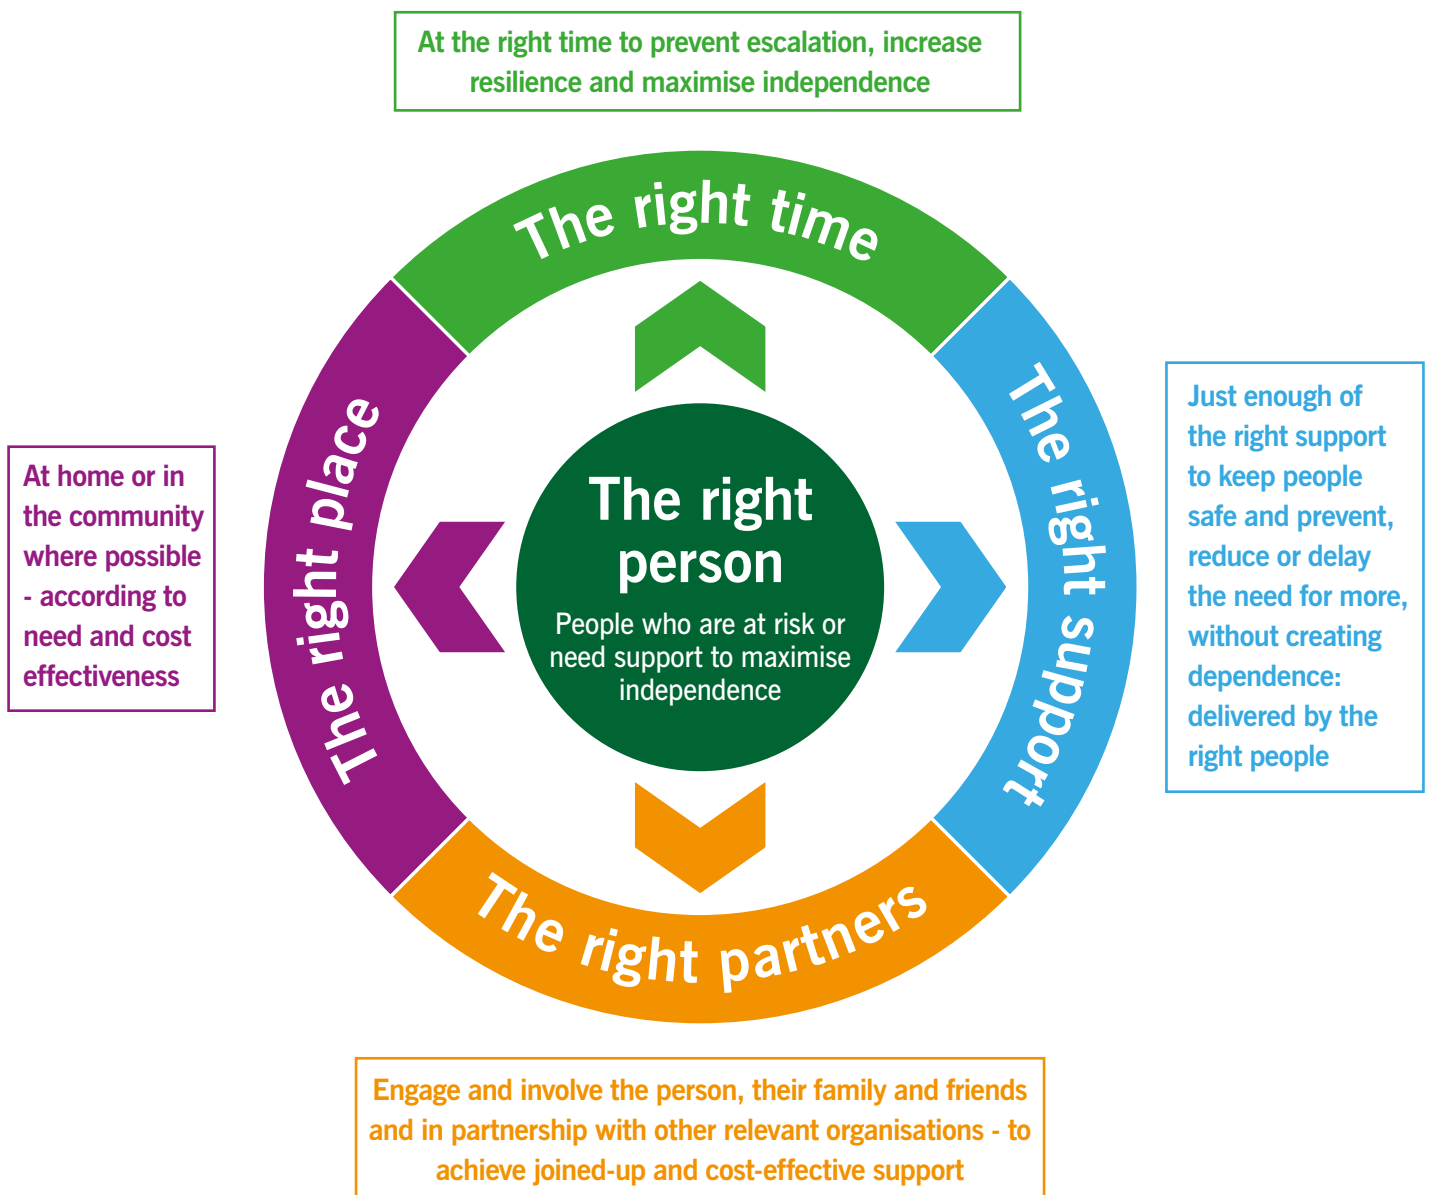 At the right time to prevent escalation, increase
resilience and maximise independence
The right time
The right place
The right support
The right partners
The right
person
People who are at risk or
need support to maximise
independence
At home or in
the community
where possible
- according to
need and cost
effectiveness
Just enough of
the right support
to keep people
safe and prevent,
reduce or delay
the need for more,
without creating
dependence:
delivered by the
right people
Engage and involve the person, their family and friends
and in partnership with other relevant organisations - to
achieve joined-up and cost-effective support